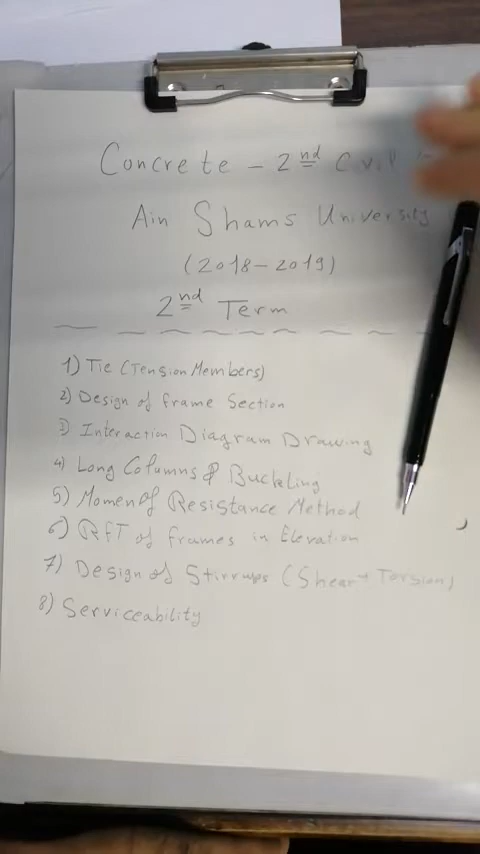 Concrete - 2nd Civil
Ain Shams University
(2018-2019)
2nd Term
1) Tie (Tension Members)
2) Design of frame Section
3) Interaction Diagram Drawing
4) Long Columns & Buckling
5) Moment of Resistance Method
6) RFT of frames in Elevation
7) Design of Stirrups (Shear + Torsion)
8) Serviceability